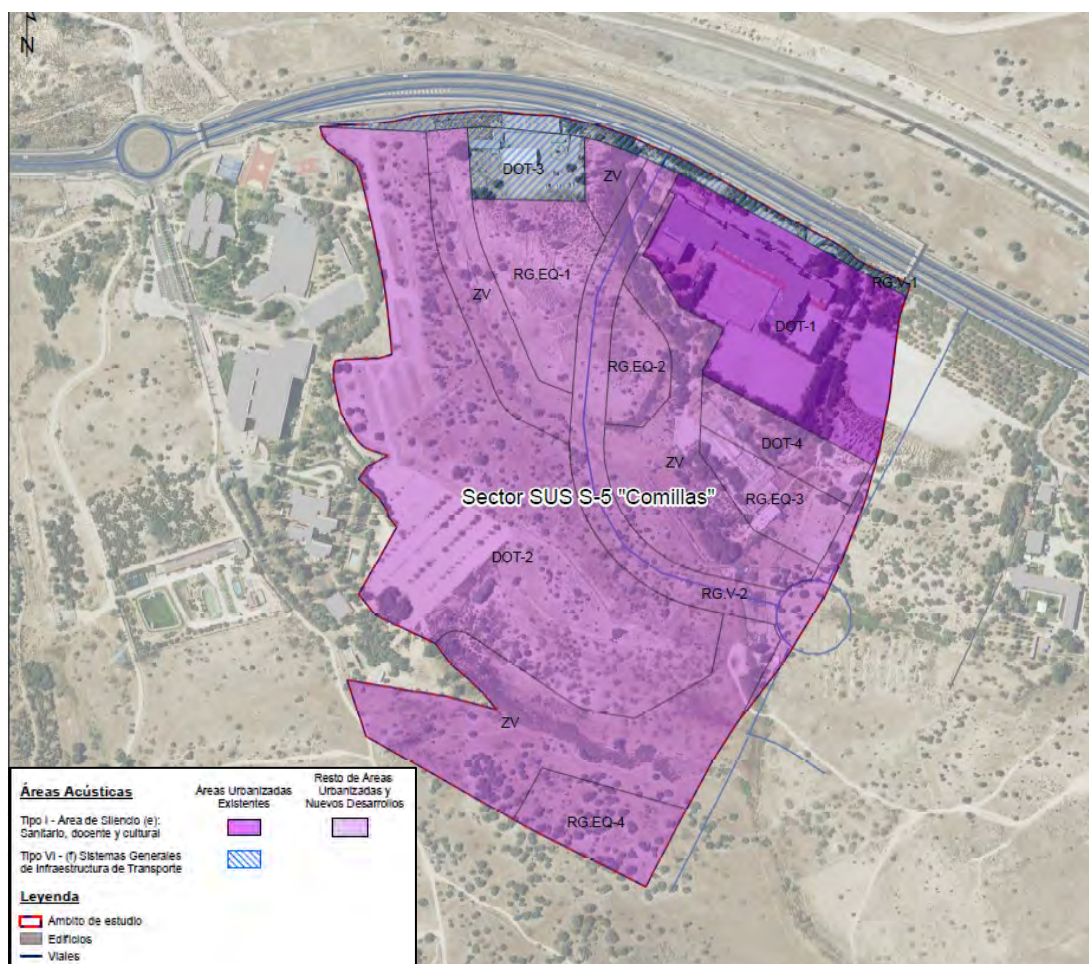 N
DOT-3
ZV
RG.EQ-1
ZV
RG.V-1
DOT-1
RG.EQ-2
DOT-4
ZV
RG.EQ-3
Sector SUS S-5 "Comillas"
DOT-2
RG.V-2
ZV
RG.EQ-4
Áreas Acústicas
Áreas Urbanizadas
Existentes
Resto de Áreas
Urbanizadas y
Nuevos Desarrollos
Tipo I - Área de Silencio (e):
Sanitario, docente y cultural
Tipo VI - (f) Sistemas Generales
de Infraestructura de Transporte
Leyenda
Ámbito de estudio
Edificios
Viales